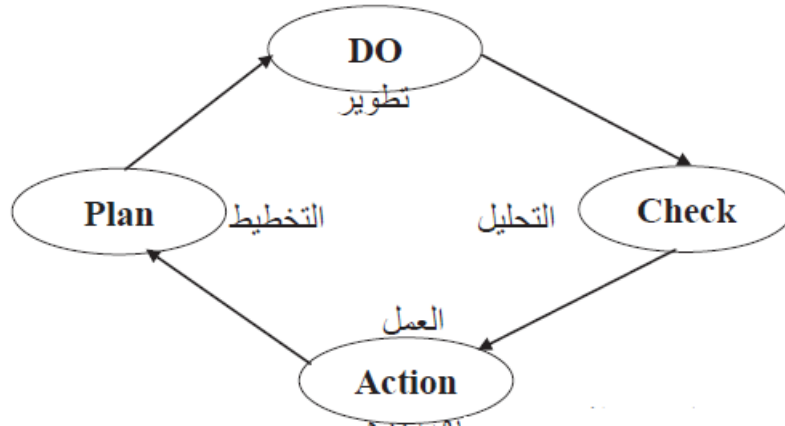 DO
تطوير
Plan
التخطيط
التحليل
Check
العمل
Action